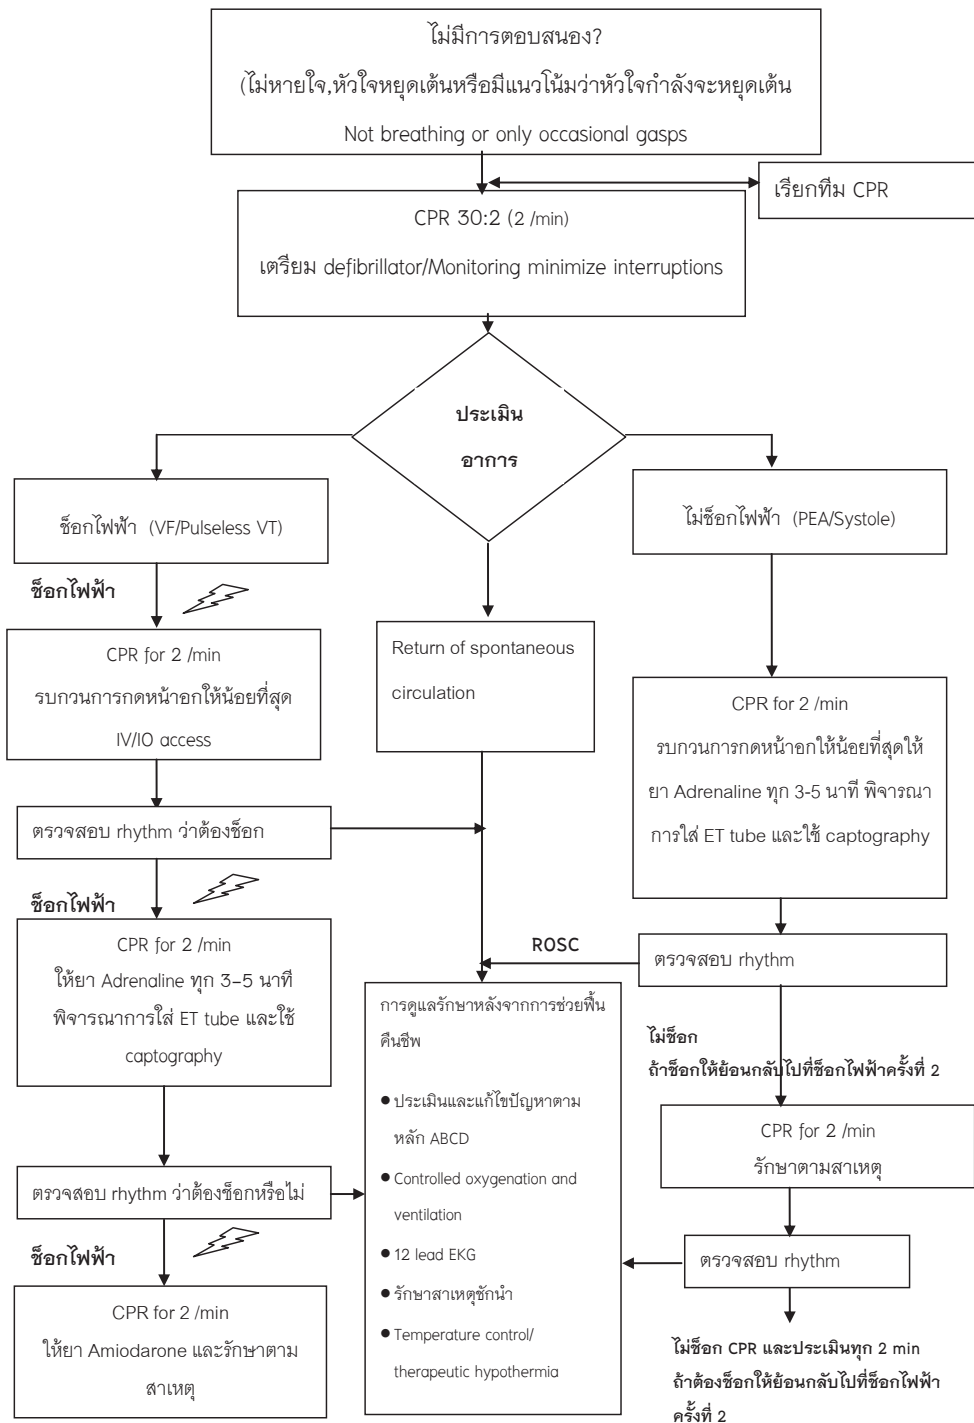 ไม่มีการตอบสนอง?
(ไม่หายใจ,หัวใจหยุดเต้นหรือมีแนวโน้มว่าหัวใจกำลังจะหยุดเต้น
Not breathing or only occasional gasps
เรียกทีม CPR
CPR 30:2 (2 /min)
เตรียม defibrillator/Monitoring minimize interruptions
ประเมิน
อาการ
ช็อกไฟฟ้า (VF/Pulseless VT)
ช็อกไฟฟ้า
CPR for 2 /min
รบกวนการกดหน้าอกให้น้อยที่สุด
IV/IO access
ตรวจสอบ rhythm ว่าต้องช็อก
ช็อกไฟฟ้า
CPR for 2 /min
ให้ยา Adrenaline ทุก 3-5 นาที
พิจารณาการใส่ ET tube และใช้
captography
ตรวจสอบ rhythm ว่าต้องช็อกหรือไม่
ช็อกไฟฟ้า
CPR for 2 /min
ให้ยา Amiodarone และรักษาตาม
สาเหตุ
Return of spontaneous
circulation
ROSC
การดูแลรักษาหลังจากการช่วยฟื้น
คืนชีพ
● ประเมินและแก้ไขปัญหาตาม
หลัก ABCD
● Controlled oxygenation and
ventilation
● 12 lead EKG
● รักษาสาเหตุชักนำ
● Temperature control/
therapeutic hypothermia
ไม่ช็อกไฟฟ้า (PEA/Systole)
CPR for 2 /min
รบกวนการกดหน้าอกให้น้อยที่สุดให้
ยา Adrenaline ทุก 3-5 นาที พิจารณา
การใส่ ET tube และใช้ captography
ตรวจสอบ rhythm
ไม่ช็อก
ถ้าช็อกให้ย้อนกลับไปที่ช็อกไฟฟ้าครั้งที่ 2
CPR for 2 /min
รักษาตามสาเหตุ
ตรวจสอบ rhythm
ไม่ช็อก CPR และประเมินทุก 2 min
ถ้าต้องช็อกให้ย้อนกลับไปที่ช็อกไฟฟ้า
ครั้งที่ 2